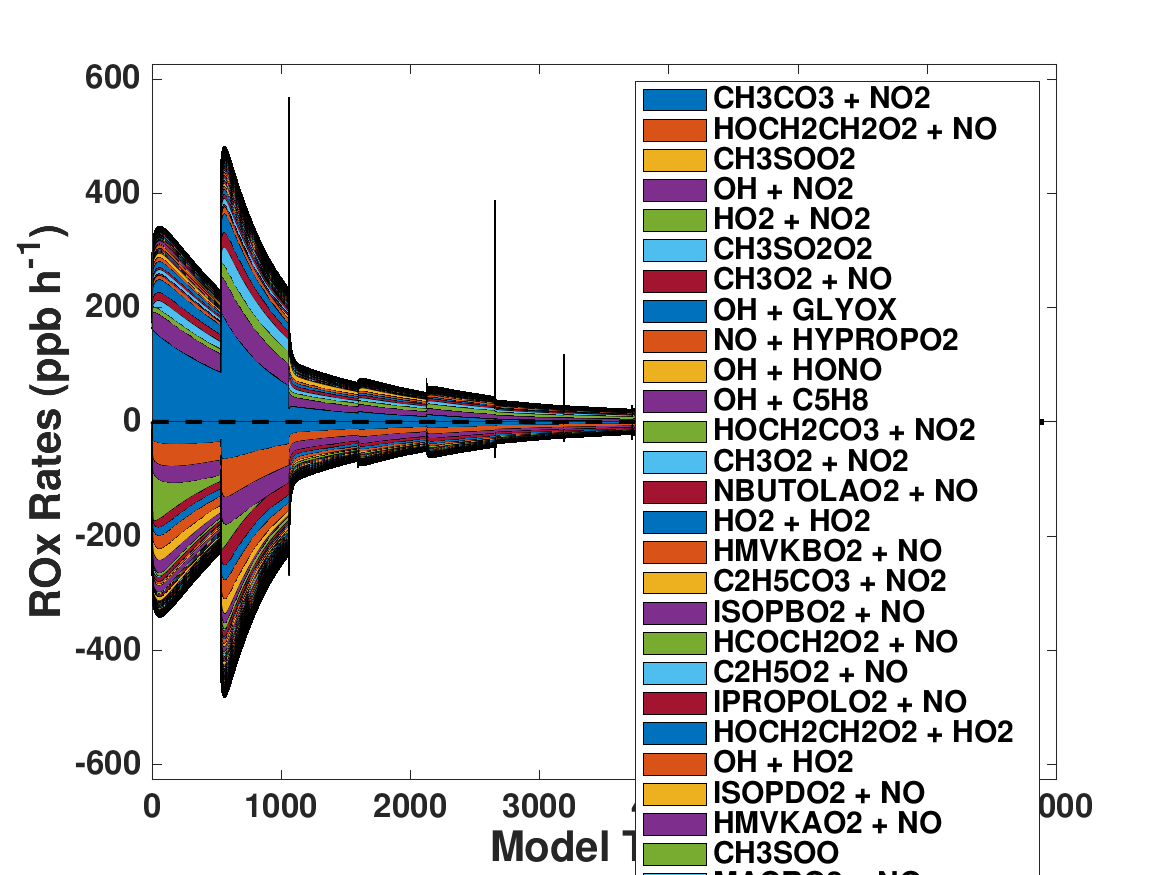 600
400
200
0
-200
-400
-600
ROx Rates (ppb h-1)
0
1000
2000
3000
4
000
Model T
CH3CO3 + NO2
HOCH2CH2O2 + NO
CH3SOO2
OH + NO2
HO2 + NO2
CH3SO2O2
CH3O2 + NO
OH + GLYOX
NO + HYPROPO2
OH + HONO
OH + C5H8
HOCH2CO3 + NO2
CH3O2 + NO2
NBUTOLAO2 + NO
HO2 + HO2
HMVKBO2 + NO
C2H5CO3 + NO2
ISOPBO2 + NO
HCOCH2O2 + NO
C2H5O2 + NO
IPROPOLO2 + NO
HOCH2CH2O2 + HO2
OH + HO2
ISOPDO2 + NO
HMVKAO2 + NO
CH3SOO